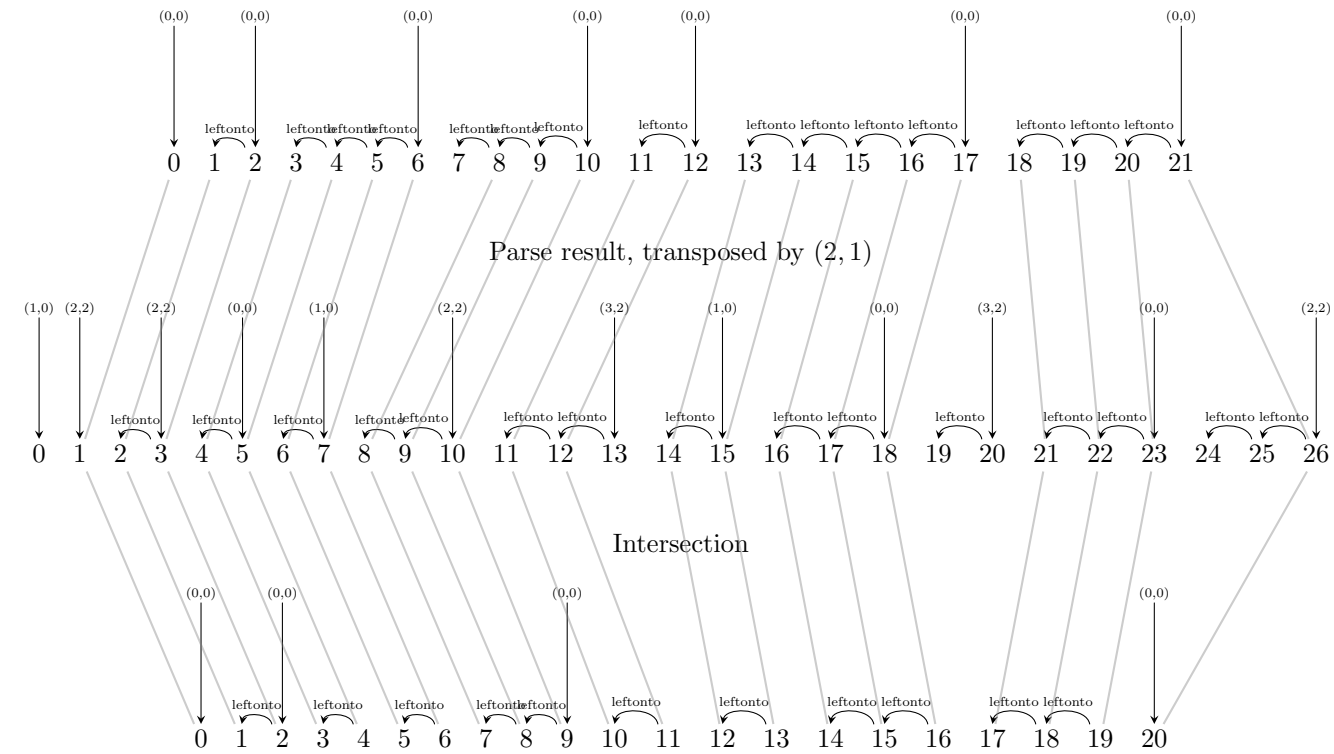 (0,0) (0,0) (0,0) (0,0) (0,0) (0,0) (0,0)
leftonto leftonto leftonto leftonto leftonto leftonto leftonto leftonto leftonto leftonto leftonto leftonto leftonto leftonto leftonto
0 1 2 3 4 5 6 7 8 9 10 11 12 13 14 15 16 17 18 19 20 21
Parse result, transposed by (2, 1)
(1,0) (2,2) (2,2) (0,0) (1,0) (2,2) (3,2) (1,0) (0,0) (3,2) (0,0) (2,2)
leftonto leftonto leftonto leftonto leftonto leftonto leftonto leftonto leftonto leftonto leftonto leftonto leftonto leftonto leftonto
0 1 2 3 4 5 6 7 8 9 10 11 12 13 14 15 16 17 18 19 20 21 22 23 24 25 26
Intersection
(0,0) (0,0) (0,0) (0,0)
leftonto leftonto leftonto leftonto leftonto leftonto leftonto leftonto leftonto leftonto leftonto
0 1 2 3 4 5 6 7 8 9 10 11 12 13 14 15 16 17 18 19 20